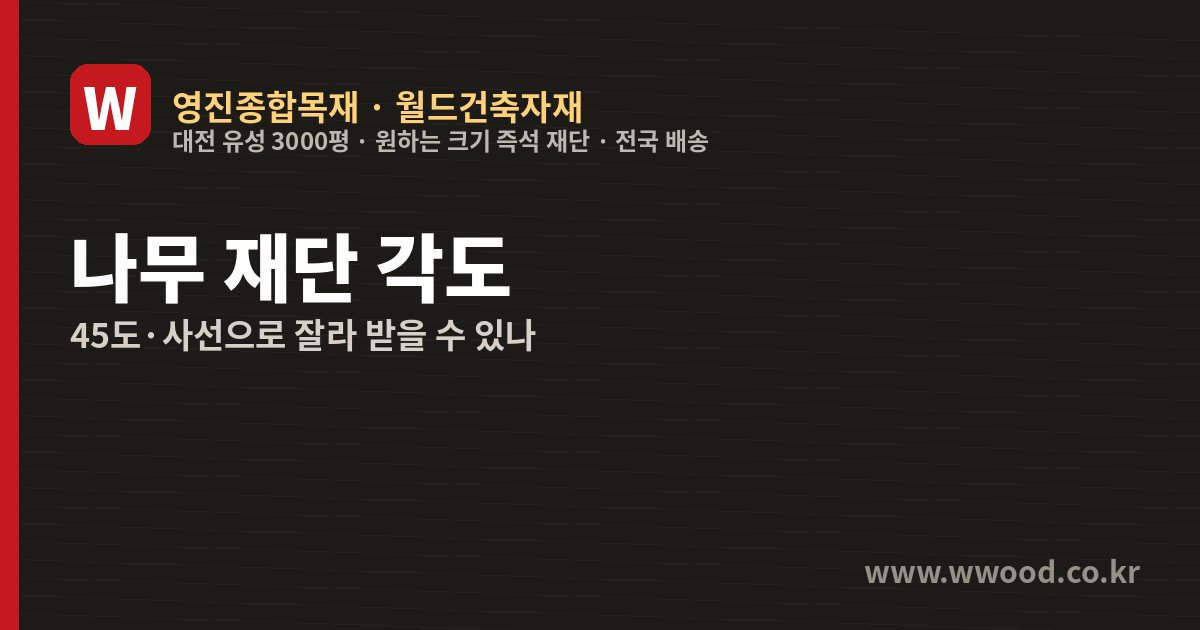 W
영진종합목재 · 월드건축자재
대전 유성 3000평 · 원하는 크기 즉석 재단 · 전국 배송
나무 재단 각도
45도·사선으로 잘라 받을 수 있나
www.wwood.co.kr